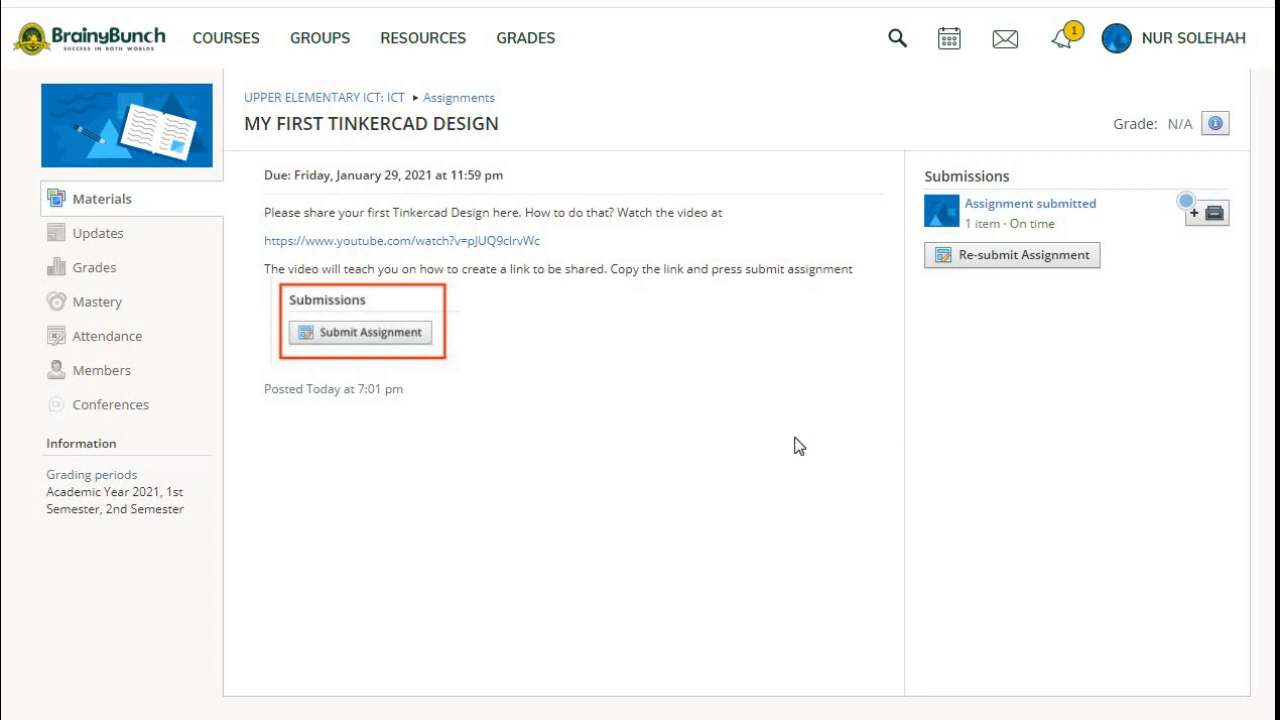 BrainyBunch
SUCCESS IN BOTH WORLDS
COURSES
GROUPS
RESOURCES
GRADES
1
NUR SOLEHAH
UPPER ELEMENTARY ICT: ICT ▸ Assignments
MY FIRST TINKERCAD DESIGN
Grade: N/A
Materials
Updates
Grades
Mastery
Attendance
Members
Conferences
Information
Grading periods
Academic Year 2021, 1st
Semester, 2nd Semester
Due: Friday, January 29, 2021 at 11:59 pm
Please share your first Tinkercad Design here. How to do that? Watch the video at
https://www.youtube.com/watch?v=pJUQ9cIrvWc
The video will teach you on how to create a link to be shared. Copy the link and press submit assignment
Submissions
Submit Assignment
Posted Today at 7:01 pm
Submissions
Assignment submitted
1 item · On time
Re-submit Assignment